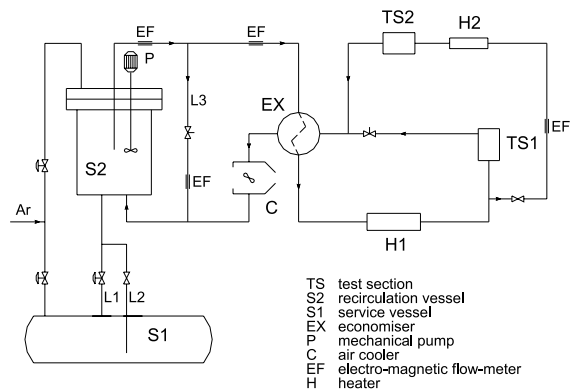 EF
EF
P
L3
TS2
H2
EX
EF
TS1
S2
EF
C
Ar
H1
L1
L2
S1
TS test section
S2 recirculation vessel
S1 service vessel
EX economiser
P mechanical pump
C air cooler
EF electro-magnetic flow-meter
H heater